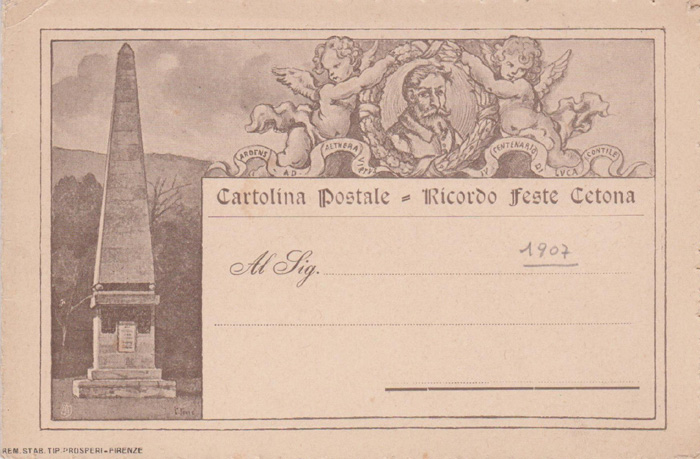 ARDENS AD ALTIORA VIRTUS IV CENTENARIO DI LUCA CONTILE
Cartolina Postale = Ricordo Feste Cetona
1907
Al Sig.
REM. STAB. TIP. PROSPERI - FIRENZE